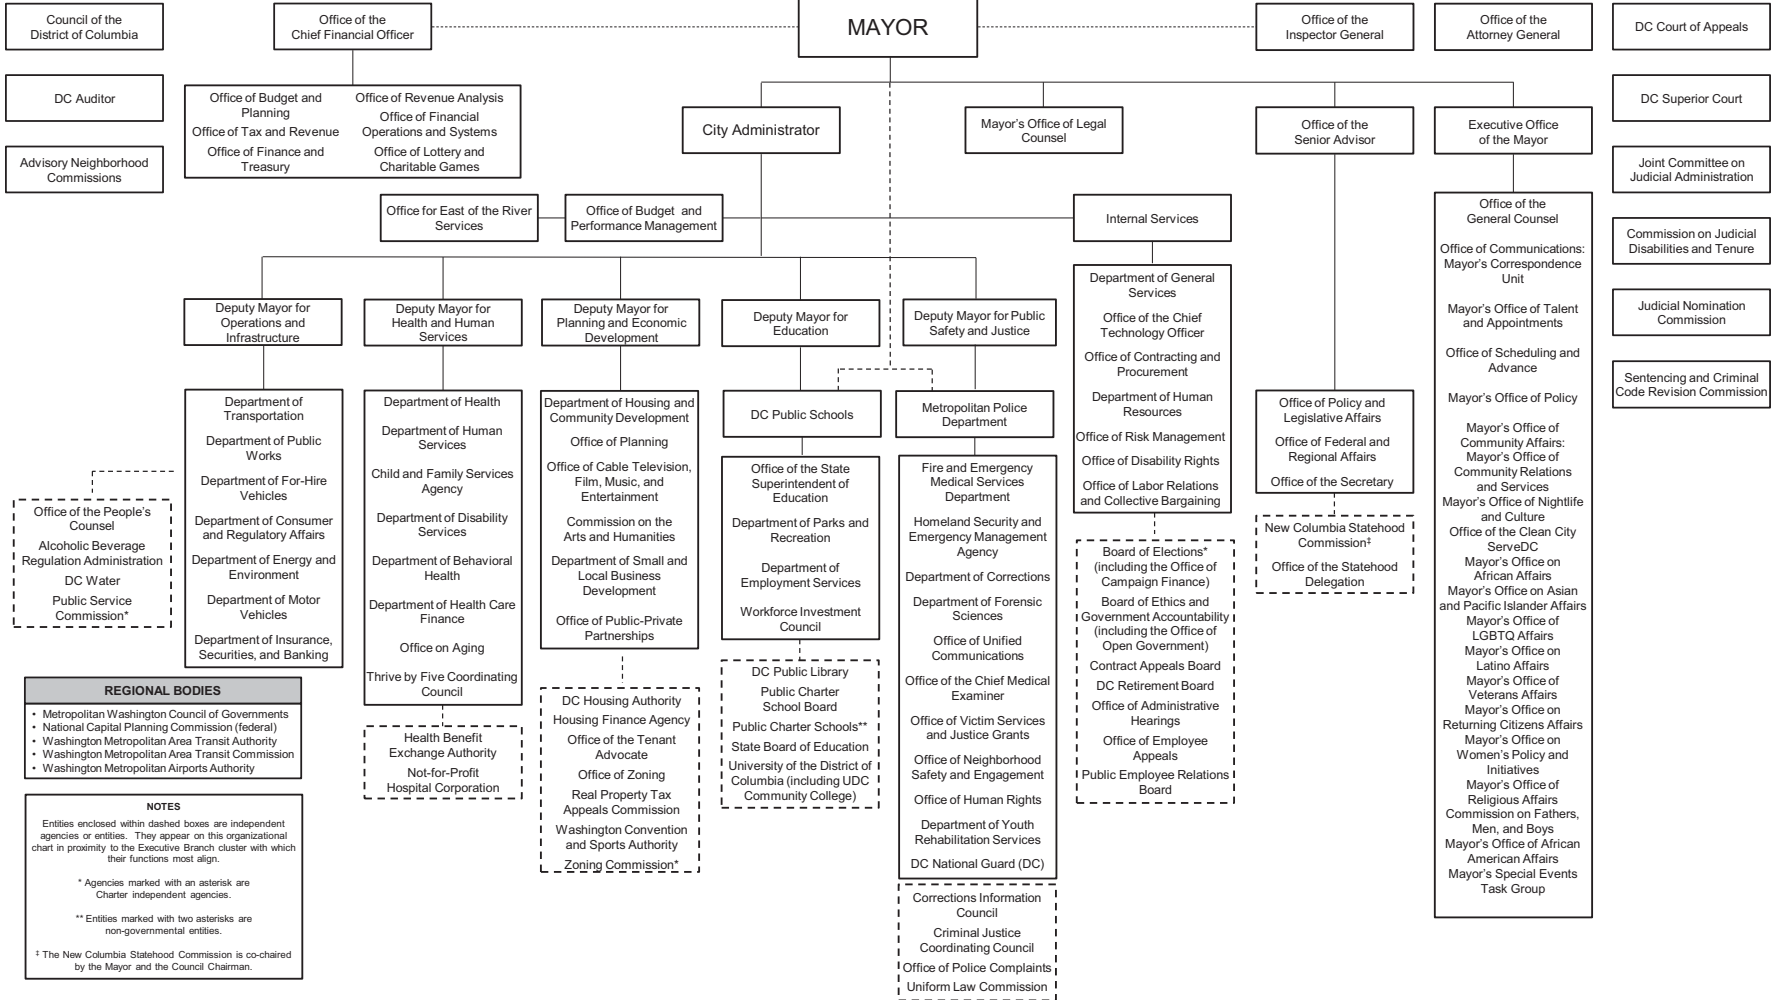 Council of the
District of Columbia
Office of the
Chief Financial Officer
MAYOR
Office of the
Inspector General
Office of the
Attorney General
DC Court of Appeals
DC Auditor
Office of Budget and
Planning
Office of Tax and Revenue
Office of Finance and
Treasury
Office of Revenue Analysis
Office of Financial
Operations and Systems
Office of Lottery and
Charitable Games
City Administrator
Mayor's Office of Legal
Counsel
Office of the
Senior Advisor
Executive Office
of the Mayor
DC Superior Court
Advisory Neighborhood
Commissions
Joint Committee on
Judicial Administration
Office for East of the River
Services
Office of Budget and
Performance Management
Internal Services
Office of the
General Counsel
Office of Communications:
Mayor's Correspondence
Unit
Mayor's Office of Talent
and Appointments
Office of Scheduling and
Advance
Mayor's Office of Policy
Mayor's Office of
Community Affairs:
Mayor's Office of
Community Relations
and Services
Mayor's Office of Nightlife
and Culture
Office of the Clean City
ServeDC
Mayor's Office on
African Affairs
Mayor's Office on Asian
and Pacific Islander Affairs
Mayor's Office of
LGBTQ Affairs
Mayor's Office on
Latino Affairs
Mayor's Office of
Veterans Affairs
Mayor's Office on
Returning Citizens Affairs
Mayor's Office on
Women's Policy and
Initiatives
Mayor's Office of
Religious Affairs
Commission on Fathers,
Men, and Boys
Mayor's Office of African
American Affairs
Mayor's Special Events
Task Group
Commission on Judicial
Disabilities and Tenure
Judicial Nomination
Commission
Sentencing and Criminal
Code Revision Commission
Deputy Mayor for
Operations and
Infrastructure
Deputy Mayor for
Health and Human
Services
Deputy Mayor for
Planning and Economic
Development
Deputy Mayor for
Education
Deputy Mayor for Public
Safety and Justice
Department of General
Services
Office of the Chief
Technology Officer
Office of Contracting and
Procurement
Department of Human
Resources
Office of Risk Management
Office of Disability Rights
Office of Labor Relations
and Collective Bargaining
Office of Policy and
Legislative Affairs
Office of Federal and
Regional Affairs
Office of the Secretary
New Columbia Statehood
Commission‡
Office of the Statehood
Delegation
Department of
Transportation
Department of Public
Works
Department of For-Hire
Vehicles
Department of Consumer
and Regulatory Affairs
Department of Energy and
Environment
Department of Motor
Vehicles
Department of Insurance,
Securities, and Banking
Office of the People's
Counsel
Alcoholic Beverage
Regulation Administration
DC Water
Public Service
Commission*
Department of Health
Department of Human
Services
Child and Family Services
Agency
Department of Disability
Services
Department of Behavioral
Health
Department of Health Care
Finance
Office on Aging
Thrive by Five Coordinating
Council
Health Benefit
Exchange Authority
Not-for-Profit
Hospital Corporation
Department of Housing and
Community Development
Office of Planning
Office of Cable Television,
Film, Music, and
Entertainment
Commission on the
Arts and Humanities
Department of Small and
Local Business
Development
Office of Public-Private
Partnerships
DC Housing Authority
Housing Finance Agency
Office of the Tenant
Advocate
Office of Zoning
Real Property Tax
Appeals Commission
Washington Convention
and Sports Authority
Zoning Commission*
DC Public Schools
Office of the State
Superintendent of
Education
Department of Parks and
Recreation
Department of
Employment Services
Workforce Investment
Council
DC Public Library
Public Charter
School Board
Public Charter Schools**
State Board of Education
University of the District of
Columbia (including UDC
Community College)
Metropolitan Police
Department
Fire and Emergency
Medical Services
Department
Homeland Security and
Emergency Management
Agency
Department of Corrections
Department of Forensic
Sciences
Office of Unified
Communications
Office of the Chief Medical
Examiner
Office of Victim Services
and Justice Grants
Office of Neighborhood
Safety and Engagement
Office of Human Rights
Department of Youth
Rehabilitation Services
DC National Guard (DC)
Corrections Information
Council
Criminal Justice
Coordinating Council
Office of Police Complaints
Uniform Law Commission
Board of Elections*
(including the Office of
Campaign Finance)
Board of Ethics and
Government Accountability
(including the Office of
Open Government)
Contract Appeals Board
DC Retirement Board
Office of Administrative
Hearings
Office of Employee
Appeals
Public Employee Relations
Board
REGIONAL BODIES
• Metropolitan Washington Council of Governments
• National Capital Planning Commission (federal)
• Washington Metropolitan Area Transit Authority
• Washington Metropolitan Area Transit Commission
• Washington Metropolitan Airports Authority
NOTES
Entities enclosed within dashed boxes are independent
agencies or entities. They appear on this organizational
chart in proximity to the Executive Branch cluster with which
their functions most align.
* Agencies marked with an asterisk are
Charter independent agencies.
** Entities marked with two asterisks are
non-governmental entities.
‡ The New Columbia Statehood Commission is co-chaired
by the Mayor and the Council Chairman.